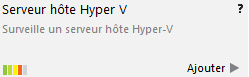 Serveur hôte Hyper V
?
Surveille un serveur hôte Hyper-V
Ajouter